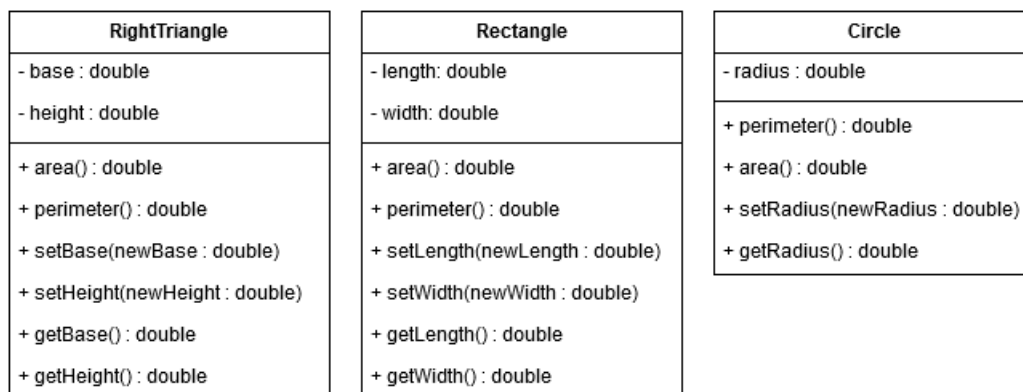 RightTriangle
- base : double
- height : double
+ area() : double
+ perimeter() : double
+ setBase(newBase : double)
+ setHeight(newHeight : double)
+ getBase() : double
+ getHeight() : double
Rectangle
- length: double
- width: double
+ area() : double
+ perimeter() : double
+ setLength(newLength : double)
+ setWidth(newWidth : double)
+ getLength() : double
+ getWidth() : double
Circle
- radius : double
+ perimeter() : double
+ area() : double
+ setRadius(newRadius : double)
+ getRadius() : double